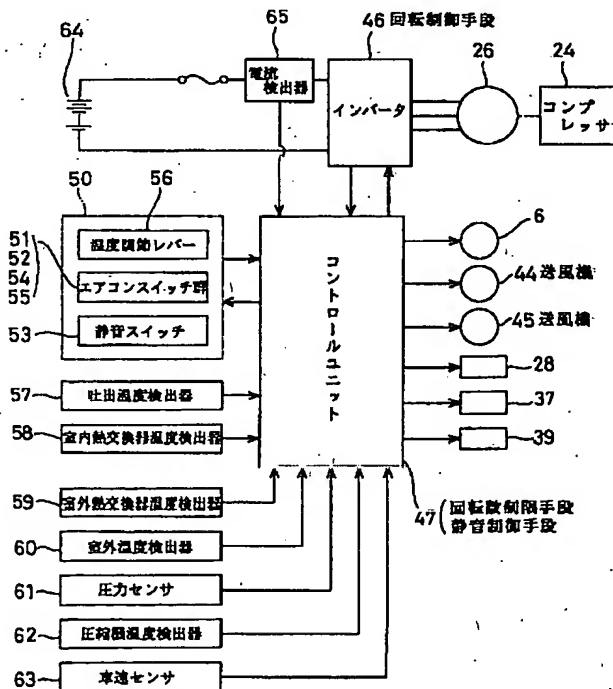 64
65
46 回転制御手段
26
24
電流
検出器
インバータ
コンプ
レッサ
50
56
51
52
54
55
53
温度調節レバー
エアコンスイッチ群
静音スイッチ
コントロールユニット
6
44 送風機
45 送風機
28
37
39
57
吐出温度検出器
58
室内熱交換器温度検出器
59
室外熱交換器温度検出器
47
回転数制限手段
静音制御手段
60
室外温度検出器
61
圧力センサ
62
圧縮機温度検出器
63
車速センサ